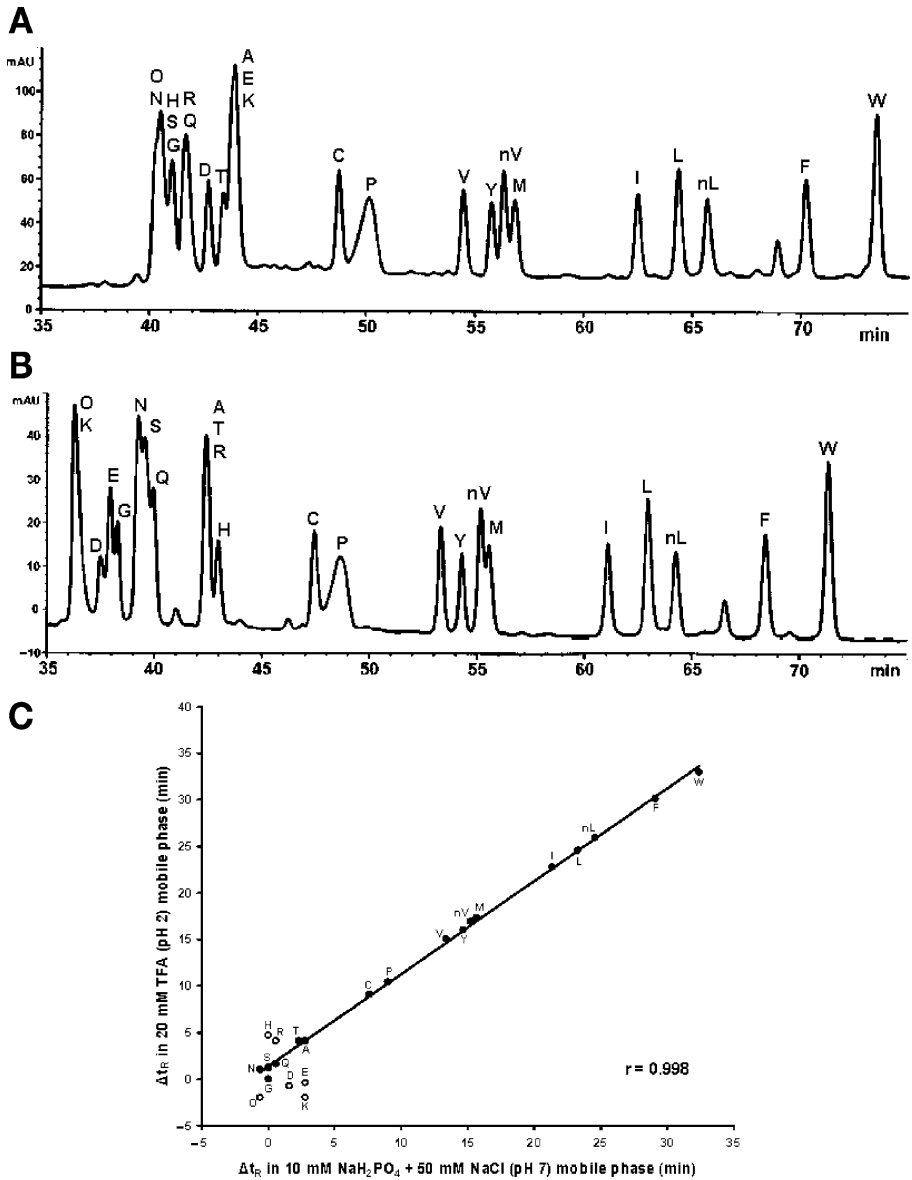 A
mAU
100
80
60
40
20
0
O
N
H
S
G
R
Q
D
T
A
E
K
C
P
V
Y
nV
M
I
L
nL
F
W
35
40
45
50
55
60
65
70
min
B
mAU
40
30
20
10
0
−10
O
K
D
E
G
N
S
Q
A
T
R
H
C
P
V
Y
nV
M
I
L
nL
F
W
35
40
45
50
55
60
65
70
min
C
ΔtR in 20 mM TFA (pH 2) mobile phase (min)
40
35
30
25
20
15
10
5
0
−5
W
F
nL
L
I
M
nV
Y
V
P
C
H
R
T
A
S
N
Q
G
D
E
O
K
r = 0.998
−5
0
5
10
15
20
25
30
35
ΔtR in 10 mM NaH2PO4 + 50 mM NaCl (pH 7) mobile phase (min)